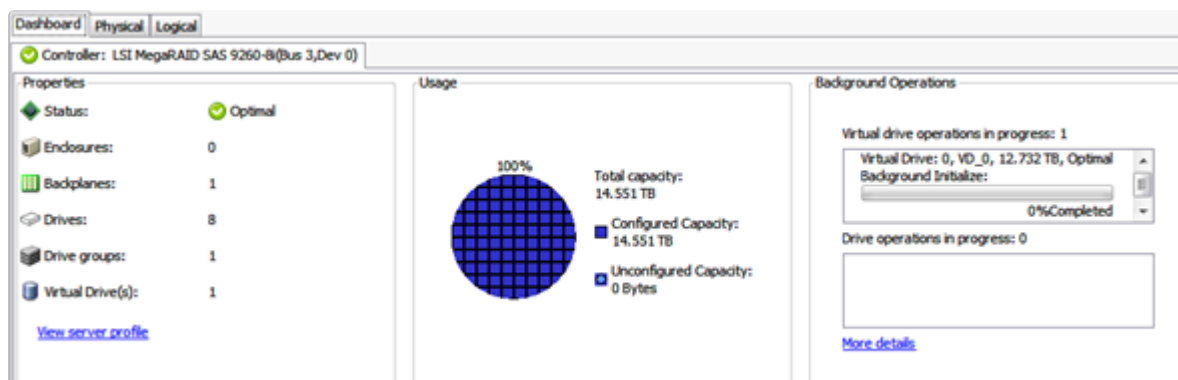 Dashboard Physical Logical
Controller: LSI MegaRAID SAS 9260-8i(Bus 3,Dev 0)
Properties
Status: Optimal
Enclosures: 0
Backplanes: 1
Drives: 8
Drive groups: 1
Virtual Drive(s): 1
View server profile
Usage
100%
Total capacity:
14.551 TB
Configured Capacity:
14.551 TB
Unconfigured Capacity:
0 Bytes
Background Operations
Virtual drive operations in progress: 1
Virtual Drive: 0, VD_0, 12.732 TB, Optimal
Background Initialize:
0%Completed
Drive operations in progress: 0
More details